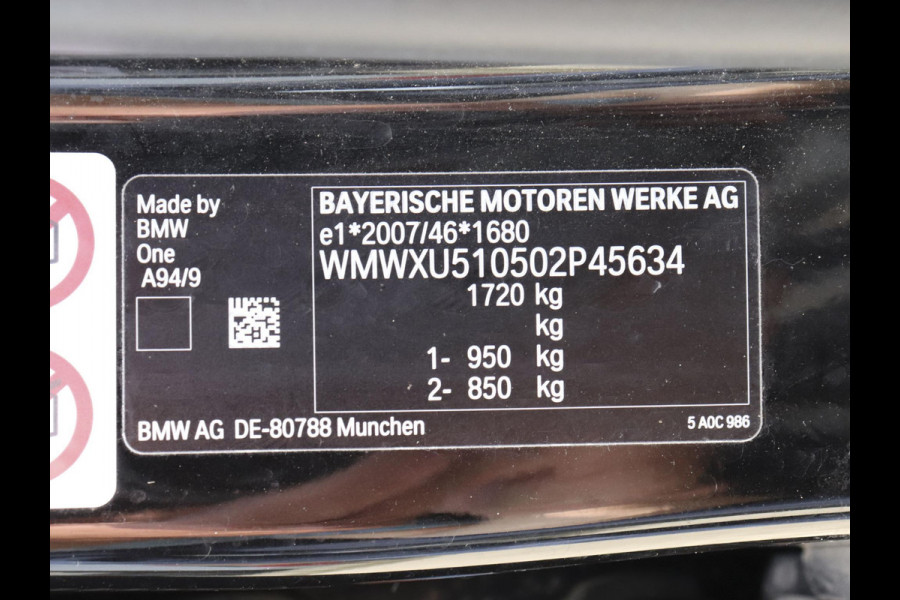 Made by
BMW
One
A94/9
BAYERISCHE MOTOREN WERKE AG
e1*2007/46*1680
WMWXU510502P45634
1720 kg
kg
1- 950 kg
2- 850 kg
BMW AG DE-80788 Munchen
5 A0C 986